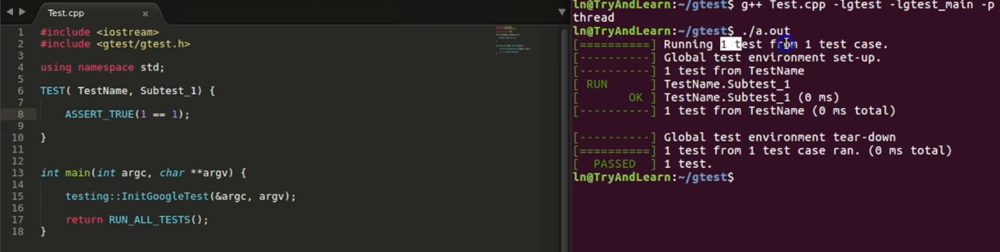 Test.cpp ×
1 #include <iostream>
2 #include <gtest/gtest.h>
3
4 using namespace std;
5
6 TEST( TestName, Subtest_1) {
7
8 ASSERT_TRUE(1 == 1);
9
10 }
11
12
13 int main(int argc, char **argv) {
14
15 testing::InitGoogleTest(&argc, argv);
16
17 return RUN_ALL_TESTS();
18 }
ln@TryAndLearn:~/gtest$ g++ Test.cpp -lgtest -lgtest_main -p
thread
ln@TryAndLearn:~/gtest$ ./a.out
[==========] Running 1 test from 1 test case.
[----------] Global test environment set-up.
[----------] 1 test from TestName
[ RUN      ] TestName.Subtest_1
[       OK ] TestName.Subtest_1 (0 ms)
[----------] 1 test from TestName (0 ms total)

[----------] Global test environment tear-down
[==========] 1 test from 1 test case ran. (0 ms total)
[  PASSED  ] 1 test.
ln@TryAndLearn:~/gtest$